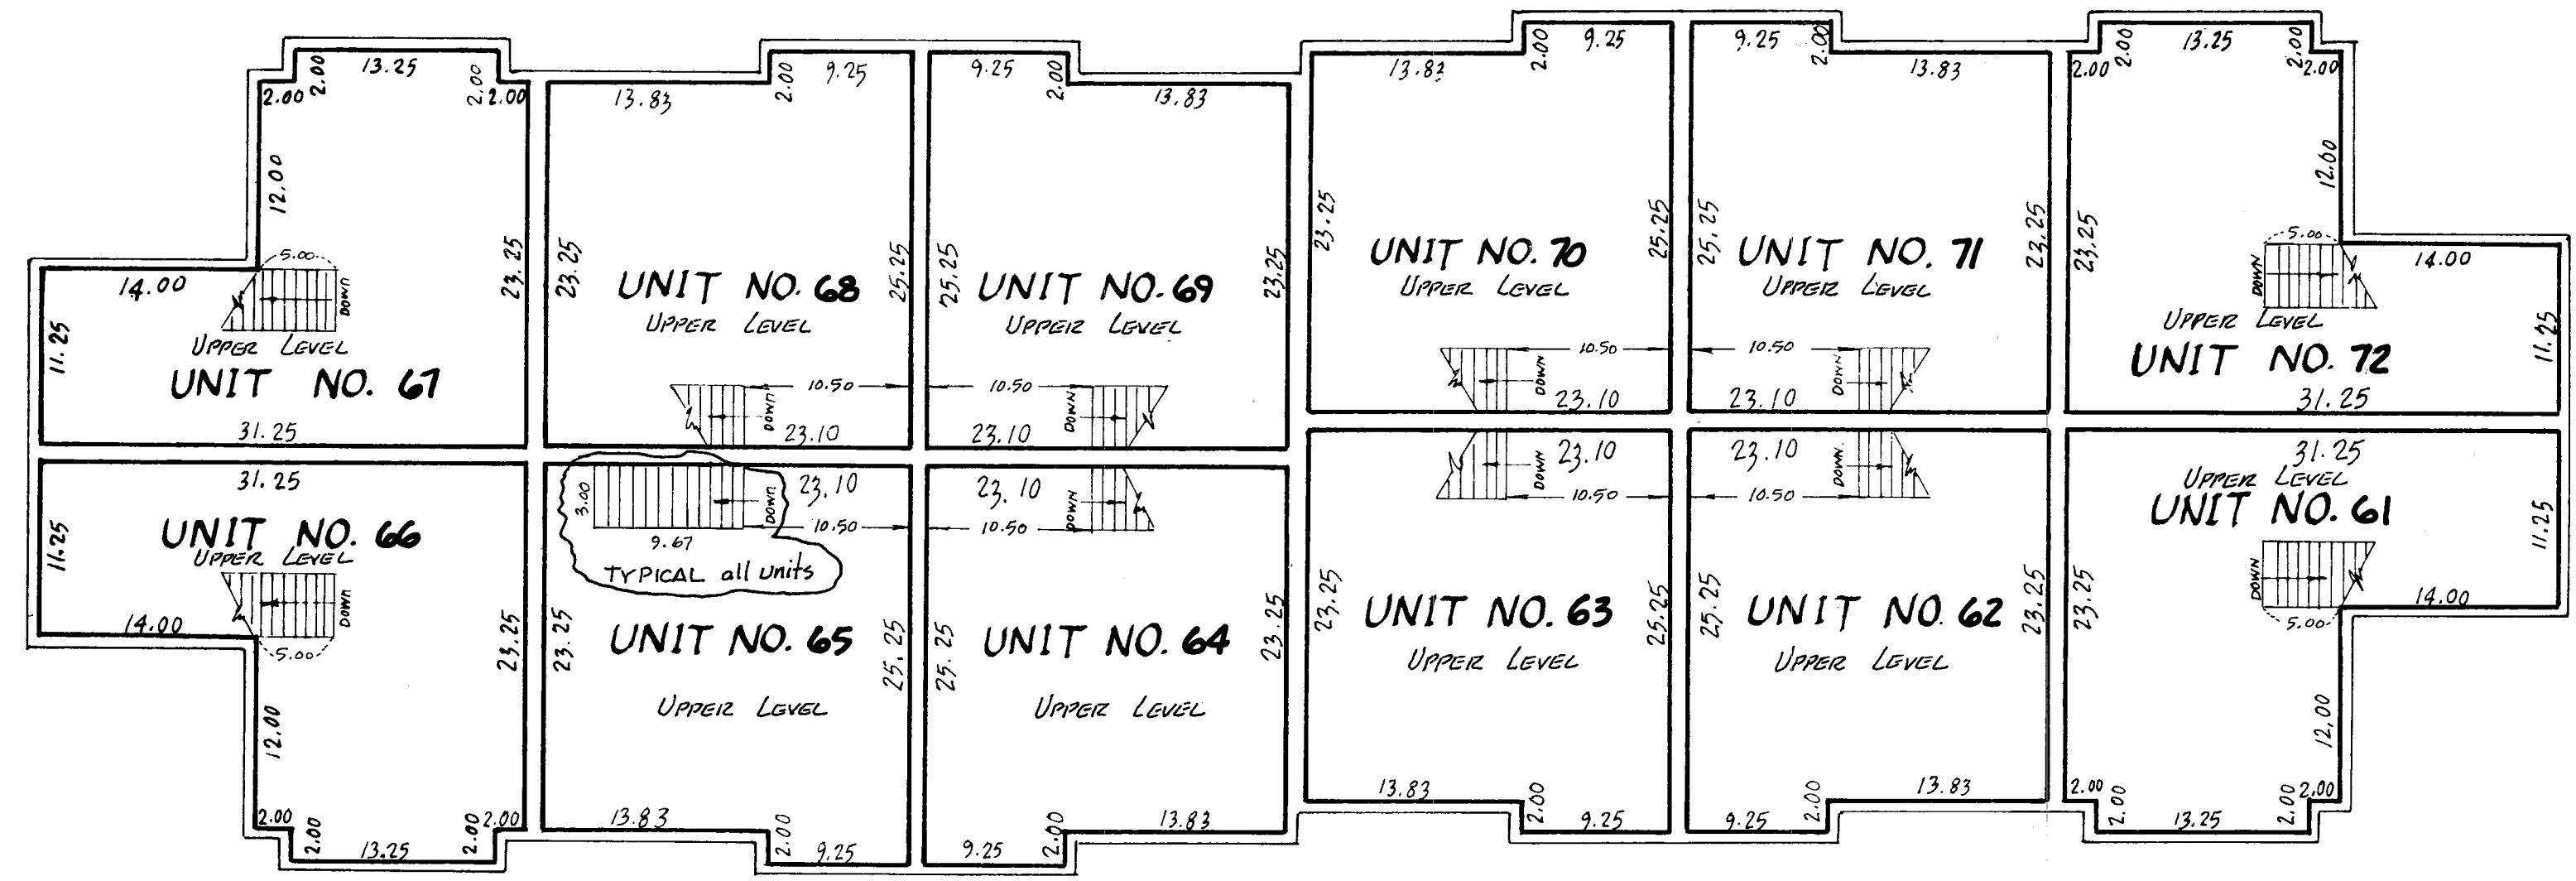 13.25
2.00
2.00
2.00
2.00
12.00
5.00
DOWN
14.00
11.25
23.25
UPPER LEVEL
UNIT NO. 67
31.25
13.83
2.00
9.25
23.25
25.25
UNIT NO. 68
UPPER LEVEL
10.50
DOWN
23.10
9.25
2.00
13.83
25.25
23.25
UNIT NO. 69
UPPER LEVEL
10.50
DOWN
23.10
13.83
2.00
9.25
23.25
25.25
UNIT NO. 70
UPPER LEVEL
10.50
DOWN
23.10
9.25
2.00
13.83
25.25
23.25
UNIT NO. 71
UPPER LEVEL
10.50
DOWN
23.10
2.00
2.00
13.25
2.00
2.00
12.00
23.25
5.00
DOWN
14.00
11.25
UPPER LEVEL
UNIT NO. 72
31.25
31.25
11.25
UNIT NO. 66
UPPER LEVEL
DOWN
14.00
5.00
23.25
12.00
2.00
2.00
2.00
2.00
13.25
3.00
DOWN
23.10
10.50
9.67
TYPICAL all units
23.25
UNIT NO. 65
25.25
UPPER LEVEL
13.83
2.00
9.25
23.10
DOWN
10.50
23.25
UNIT NO. 64
25.25
UPPER LEVEL
13.83
2.00
9.25
23.10
DOWN
10.50
23.25
25.25
UNIT NO. 63
UPPER LEVEL
13.83
2.00
9.25
23.10
DOWN.
10.50
25.25
23.25
UNIT NO. 62
UPPER LEVEL
13.83
2.00
9.25
31.25
UPPER LEVEL
UNIT NO. 61
11.25
DOWN
23.25
14.00
5.00
12.00
2.00
2.00
2.00
2.00
13.25